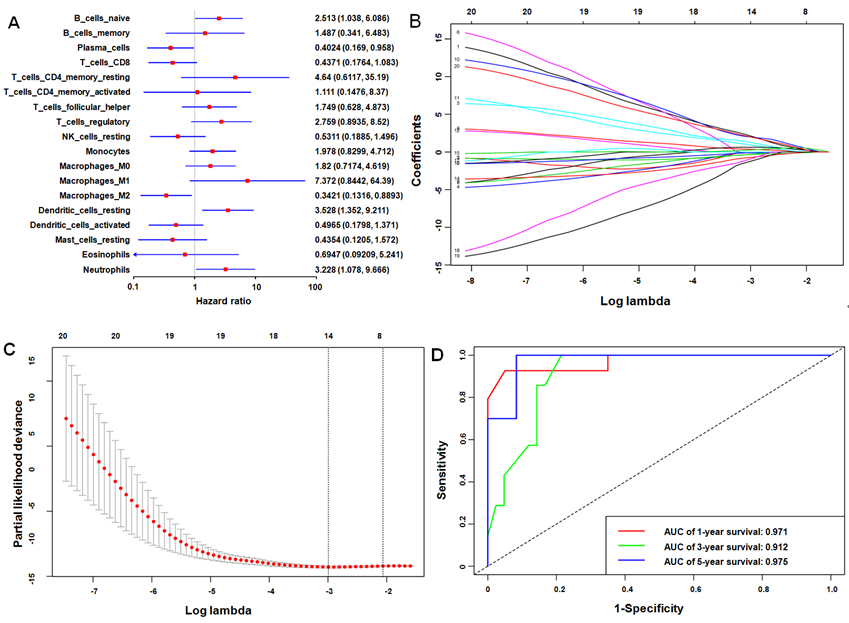 A
B_cells_naive 2.513 (1.038, 6.086)
B_cells_memory 1.487 (0.341, 6.483)
Plasma_cells 0.4024 (0.169, 0.958)
T_cells_CD8 0.4371 (0.1764, 1.083)
T_cells_CD4_memory_resting 4.64 (0.6117, 35.19)
T_cells_CD4_memory_activated 1.111 (0.1476, 8.37)
T_cells_follicular_helper 1.749 (0.628, 4.873)
T_cells_regulatory 2.759 (0.8935, 8.52)
NK_cells_resting 0.5311 (0.1885, 1.496)
Monocytes 1.978 (0.8299, 4.712)
Macrophages_M0 1.82 (0.7174, 4.619)
Macrophages_M1 7.372 (0.8442, 64.39)
Macrophages_M2 0.3421 (0.1316, 0.8893)
Dendritic_cells_resting 3.528 (1.352, 9.211)
Dendritic_cells_activated 0.4965 (0.1798, 1.371)
Mast_cells_resting 0.4354 (0.1205, 1.572)
Eosinophils 0.6947 (0.09209, 5.241)
Neutrophils 3.228 (1.078, 9.666)
0.1 1 10 100
Hazard ratio
B
20 20 19 19 18 14 8
Coefficients
15
10
5
0
-5
-10
-15
6
1
10
20
11
5
15
4
18
19
-8 -7 -6 -5 -4 -3 -2
Log lambda
C
20 20 19 19 18 14 8
Partial likelihood deviance
15
10
5
0
-5
-10
-15
-7 -6 -5 -4 -3 -2
Log lambda
D
Sensitivity
1.0
0.8
0.6
0.4
0.2
0
AUC of 1-year survival: 0.971
AUC of 3-year survival: 0.912
AUC of 5-year survival: 0.975
0 0.2 0.4 0.6 0.8 1.0
1-Specificity